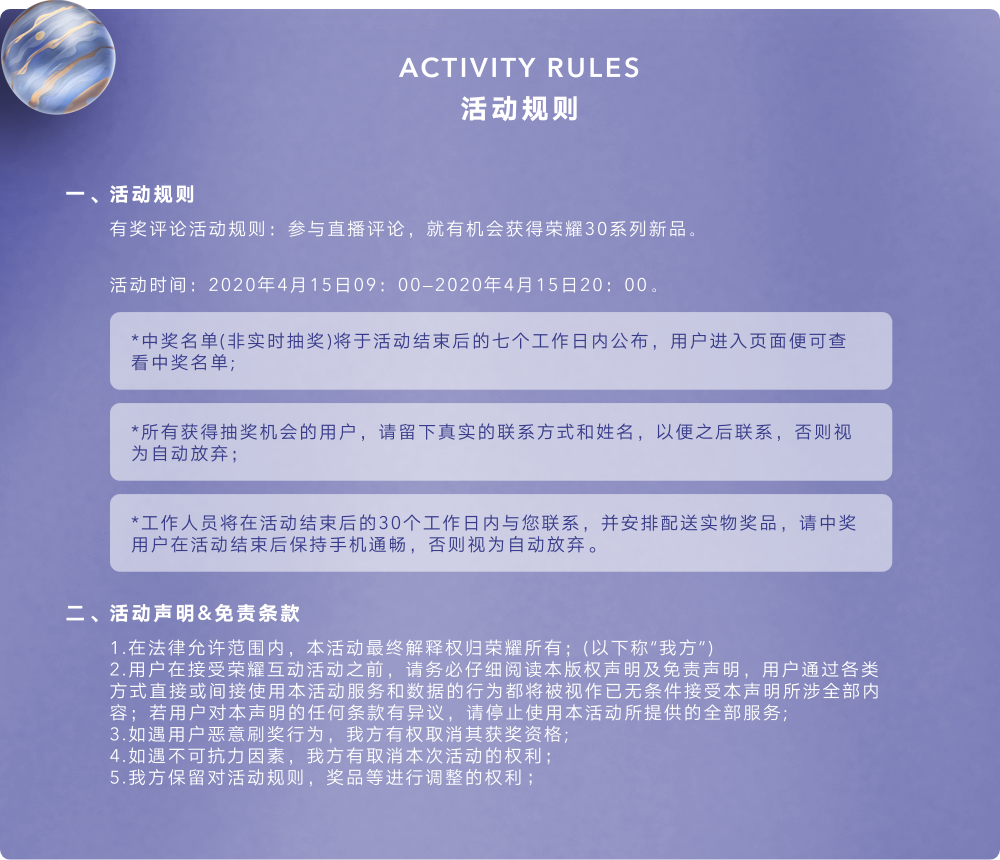 ACTIVITY RULES
活动规则
一、活动规则
有奖评论活动规则：参与直播评论，就有机会获得荣耀30系列新品。
活动时间：2020年4月15日09：00–2020年4月15日20：00。
*中奖名单(非实时抽奖)将于活动结束后的七个工作日内公布，用户进入页面便可查
看中奖名单;
*所有获得抽奖机会的用户，请留下真实的联系方式和姓名，以便之后联系，否则视
为自动放弃；
*工作人员将在活动结束后的30个工作日内与您联系，并安排配送实物奖品，请中奖
用户在活动结束后保持手机通畅，否则视为自动放弃。
二、活动声明&免责条款
1.在法律允许范围内，本活动最终解释权归荣耀所有；(以下称“我方”)
2.用户在接受荣耀互动活动之前，请务必仔细阅读本版权声明及免责声明，用户通过各类
方式直接或间接使用本活动服务和数据的行为都将被视作已无条件接受本声明所涉全部内
容；若用户对本声明的任何条款有异议，请停止使用本活动所提供的全部服务;
3.如遇用户恶意刷奖行为，我方有权取消其获奖资格;
4.如遇不可抗力因素，我方有取消本次活动的权利；
5.我方保留对活动规则，奖品等进行调整的权利；